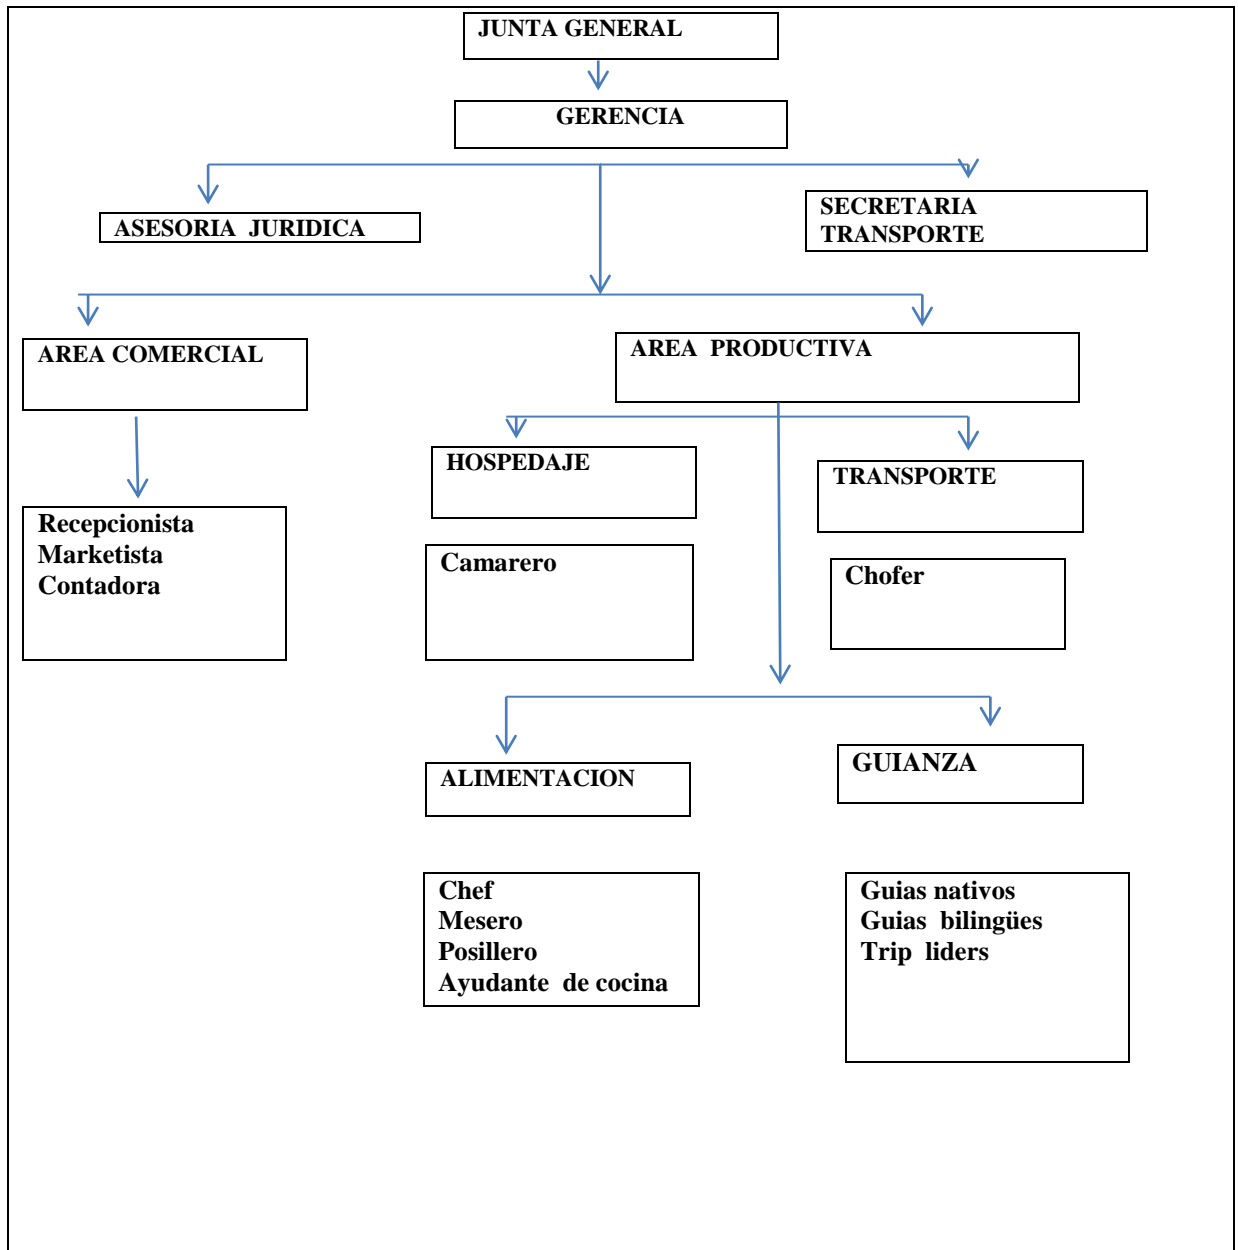 JUNTA GENERAL
GERENCIA
ASESORIA  JURIDICA
SECRETARIA
TRANSPORTE
AREA COMERCIAL
AREA  PRODUCTIVA
HOSPEDAJE
TRANSPORTE
Recepcionista
Marketista
Contadora
Camarero
Chofer
ALIMENTACION
GUIANZA
Chef
Mesero
Posillero
Ayudante  de cocina
Guias nativos
Guias  bilingües
Trip  liders